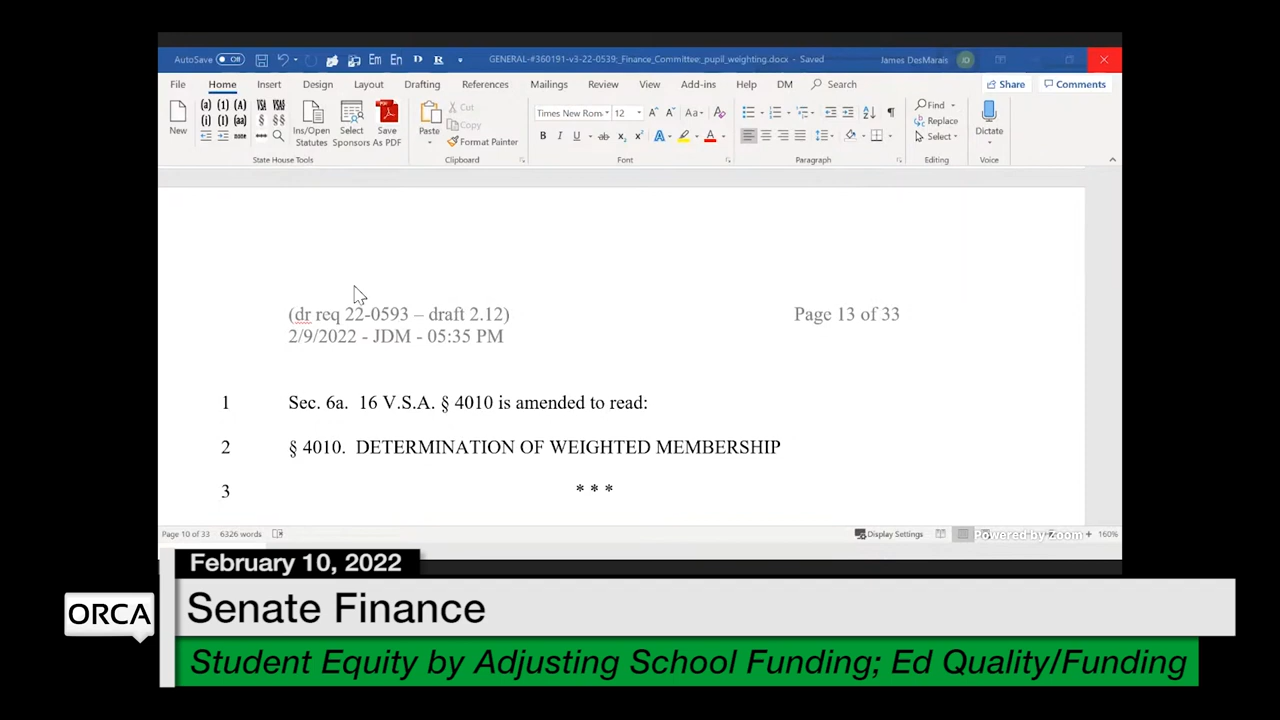 AutoSave Off GENERAL-#360191-v3-22-0539;_Finance_Committee;_pupil_weighting.docx - Saved James DesMarais JD
File Home Insert Design Layout Drafting References Mailings Review View Add-ins Help DM Search Share Comments
New
Ins/Open Statutes
Select Sponsors
Save As PDF
State House Tools
Paste
Cut
Copy
Format Painter
Clipboard
Times New Rom 12
Font
Paragraph
Find
Replace
Select
Editing
Dictate
Voice
(dr req 22-0593 – draft 2.12) Page 13 of 33
2/9/2022 - JDM - 05:35 PM
1 Sec. 6a. 16 V.S.A. § 4010 is amended to read:
2 § 4010. DETERMINATION OF WEIGHTED MEMBERSHIP
3 * * *
Page 10 of 33 6326 words Display Settings Powered by Zoom 160%
February 10, 2022
ORCA
Senate Finance
Student Equity by Adjusting School Funding; Ed Quality/Funding